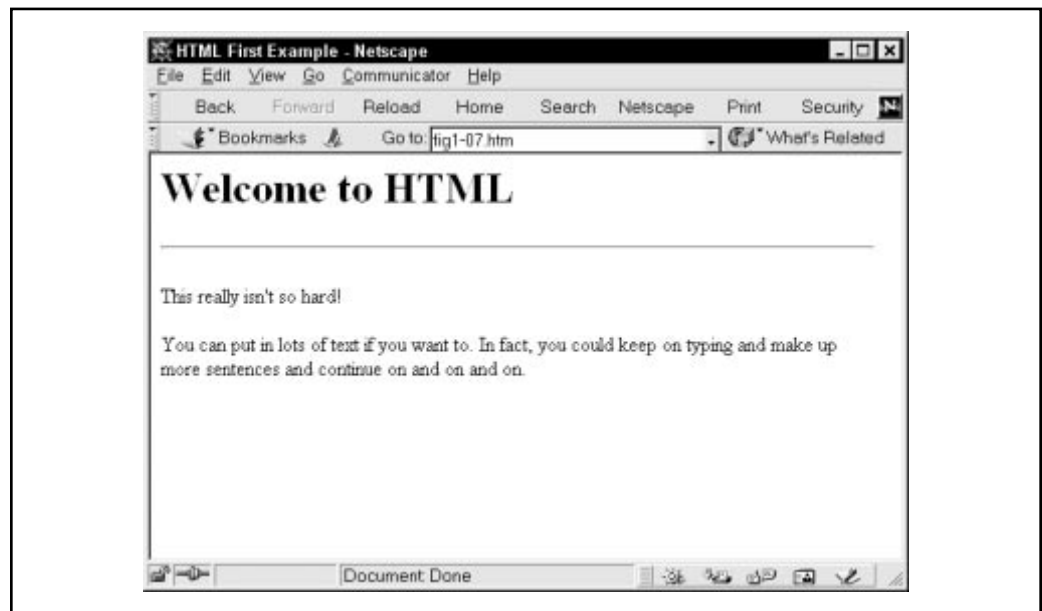 HTML First Example - Netscape
File Edit View Go Communicator Help
Back Forward Reload Home Search Netscape Print Security N
Bookmarks Go to: fig1-07.htm What's Related
Welcome to HTML
This really isn't so hard!
You can put in lots of text if you want to. In fact, you could keep on typing and make up
more sentences and continue on and on and on.
Document: Done